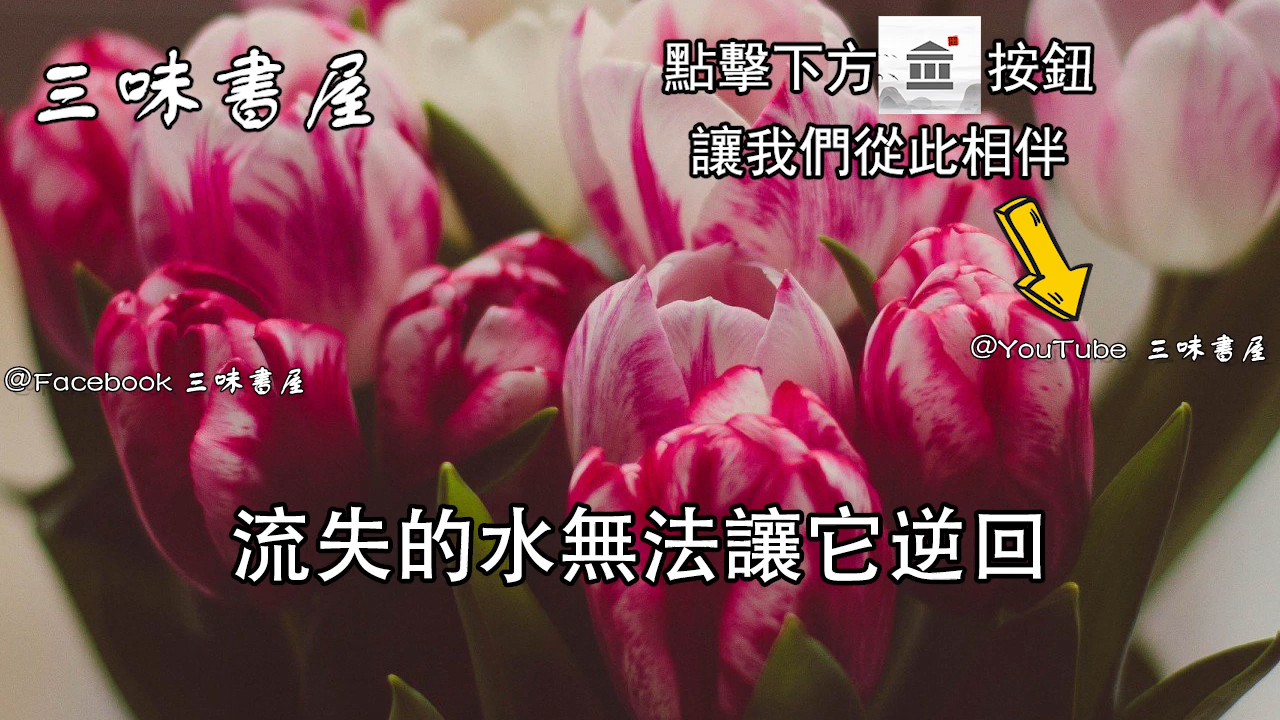 三味書屋
點擊下方 按鈕
讓我們從此相伴
@YouTube 三味書屋
@Facebook 三味書屋
流失的水無法讓它逆回